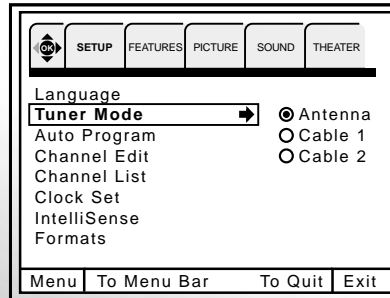 OK SETUP FEATURES PICTURE SOUND THEATER
Language
Tuner Mode Antenna
Auto Program Cable 1
Channel Edit Cable 2
Channel List
Clock Set
IntelliSense
Formats
Menu To Menu Bar To Quit Exit